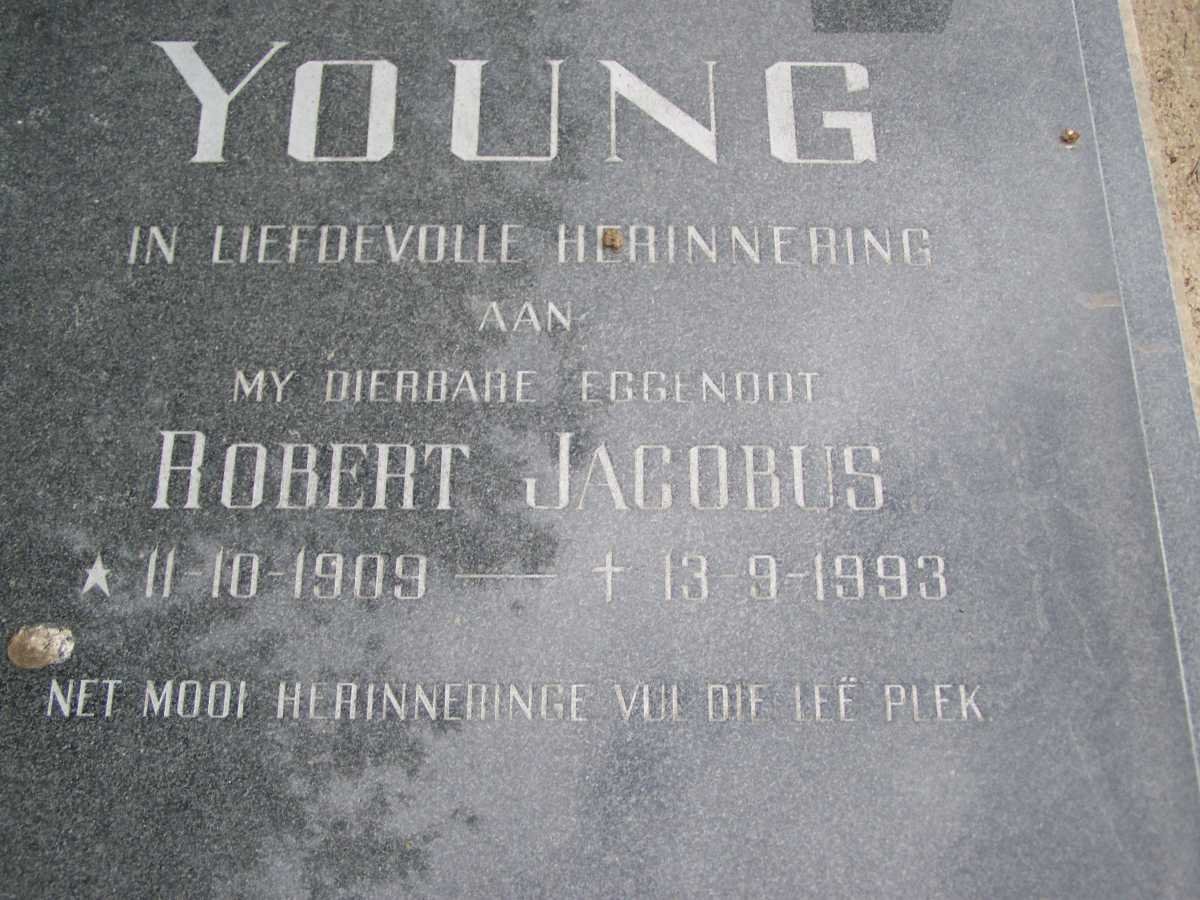 YOUNG
IN LIEFDEVOLLE HERINNERING
AAN
MY DIERBARE EGGENOOT
ROBERT JACOBUS
★ 11-10-1909 — † 13-9-1993
NET MOOI HERINNERINGE VUL DIE LEË PLEK